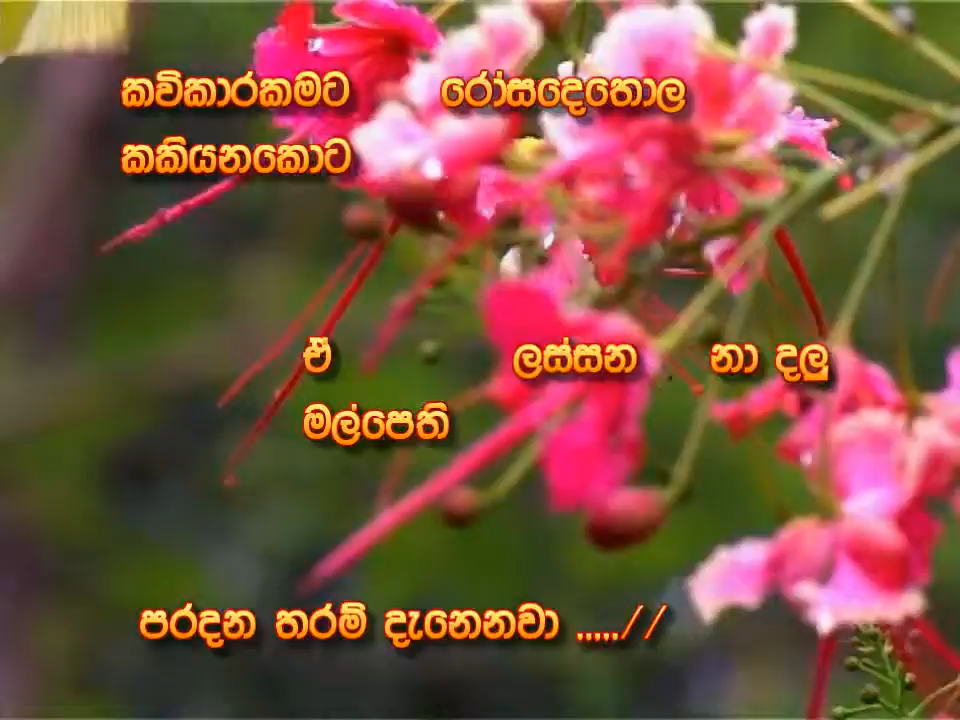 කවිකාරකමට රෝසදෙතොල
කකියනකොට
ඒ ලස්සන නා දලු
මල්පෙති
පරදන තරම් දැනෙනවා .....//